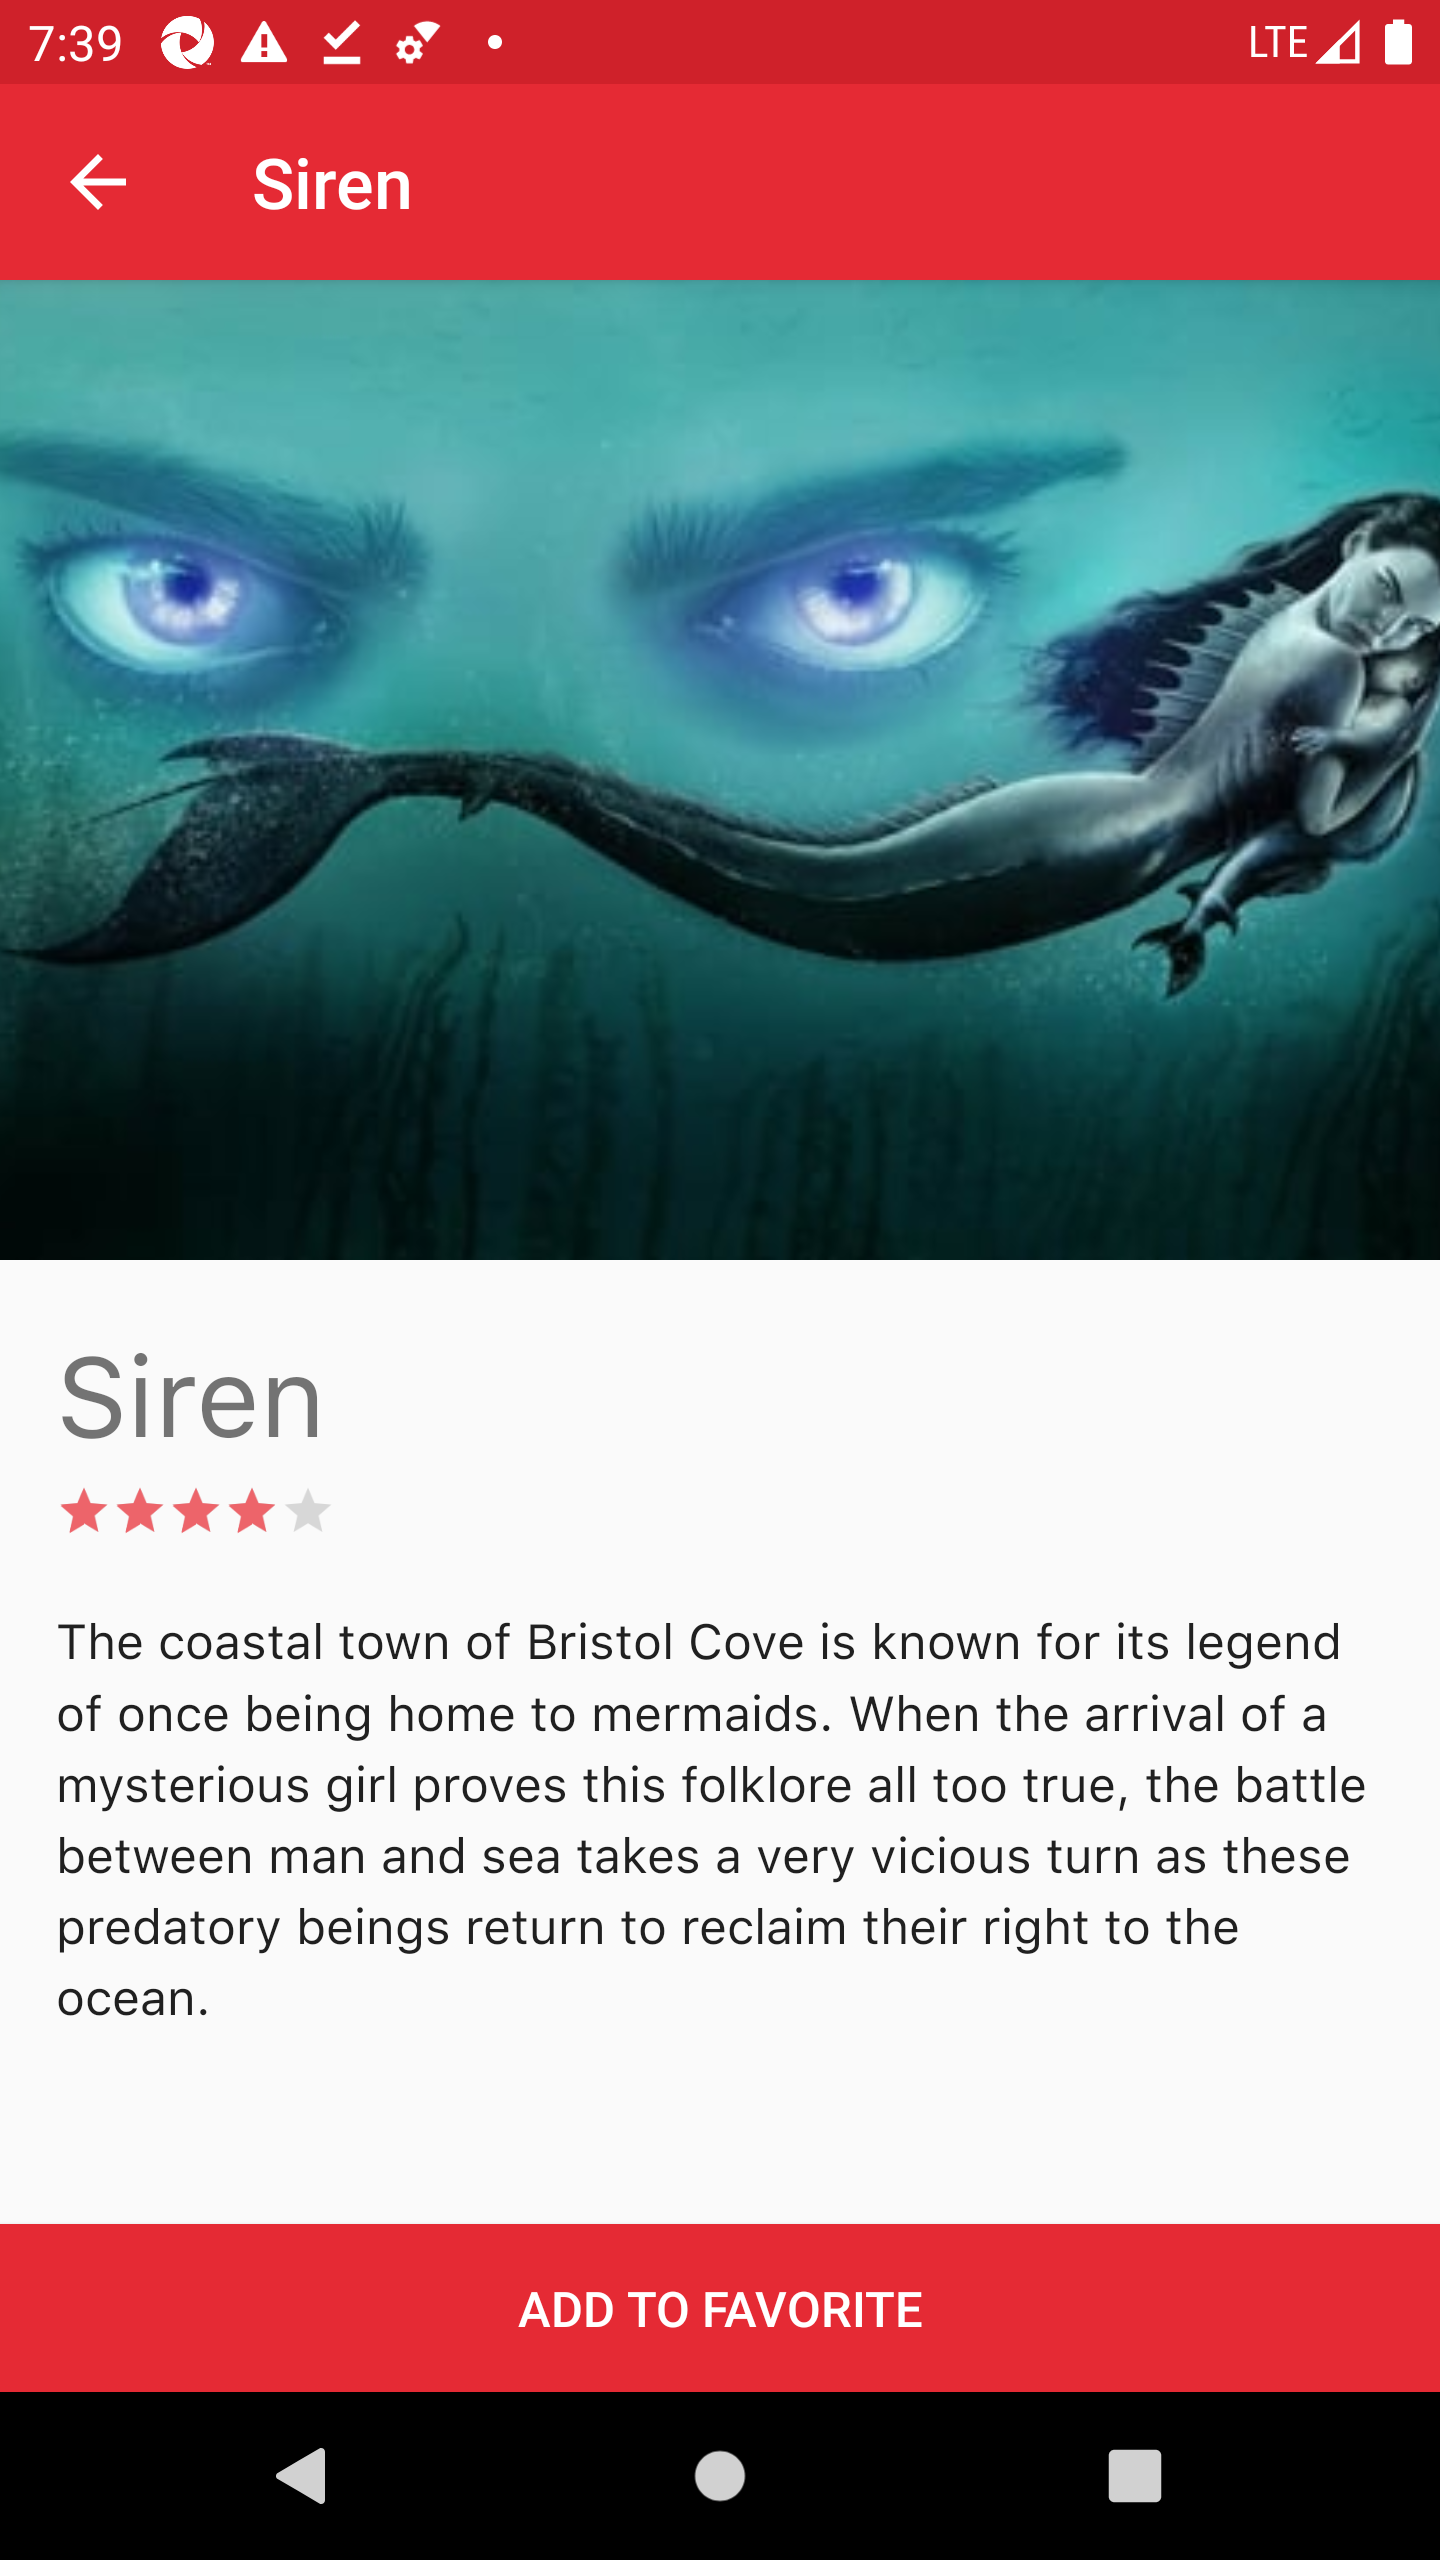 7:39
LTE
Siren
Siren
The coastal town of Bristol Cove is known for its legend
of once being home to mermaids. When the arrival of a
mysterious girl proves this folklore all too true, the battle
between man and sea takes a very vicious turn as these
predatory beings return to reclaim their right to the
ocean.
ADD TO FAVORITE